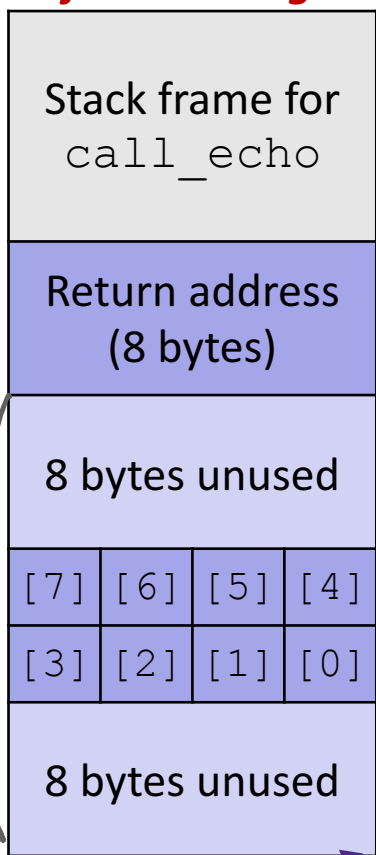 Stack frame for
call_echo
Return address
(8 bytes)
8 bytes unused
[7] [6] [5] [4]
[3] [2] [1] [0]
8 bytes unused